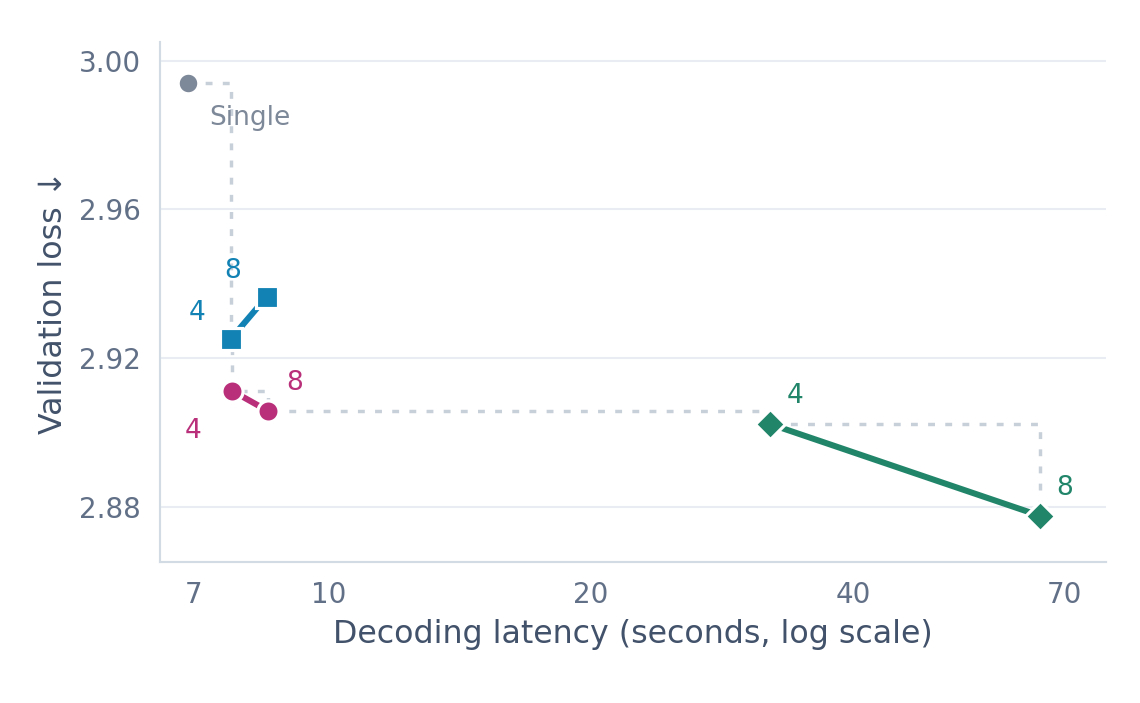 3.00
Single
Validation loss ↓
2.96
8
4
2.92
8
4
4
2.88
8
7 10 20 40 70
Decoding latency (seconds, log scale)